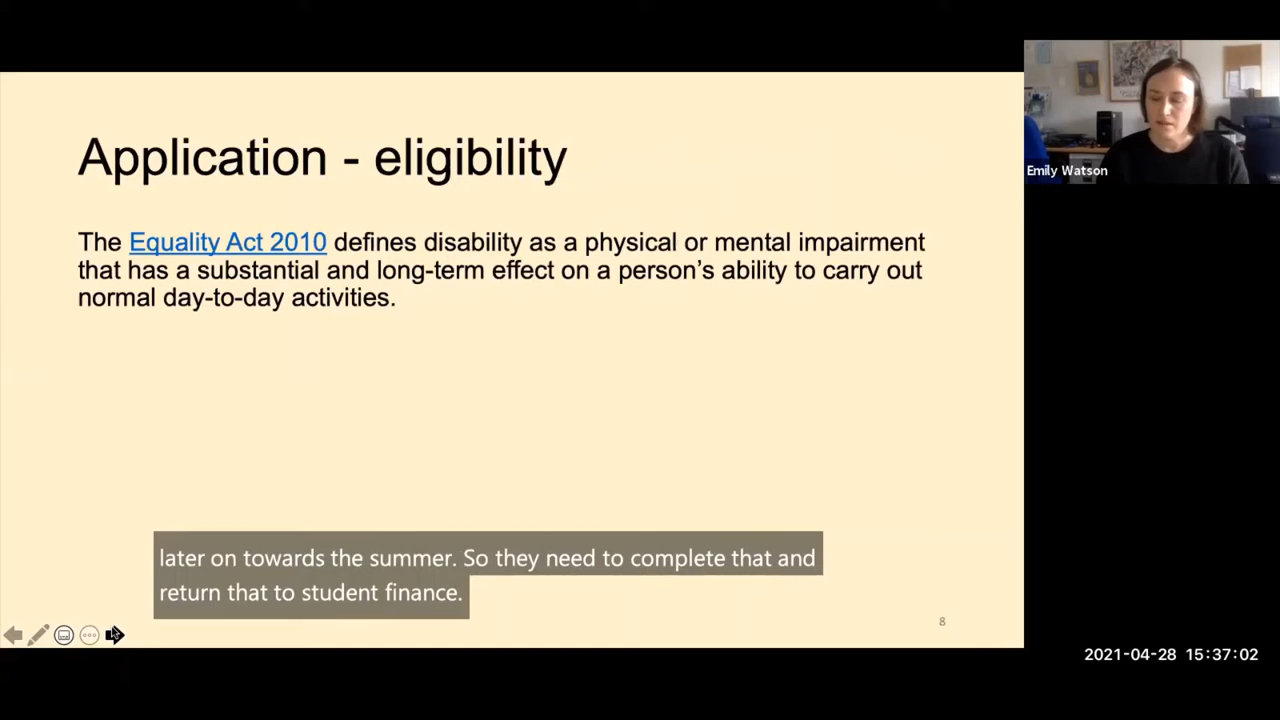 Application - eligibility
The Equality Act 2010 defines disability as a physical or mental impairment
that has a substantial and long-term effect on a person’s ability to carry out
normal day-to-day activities.
Emily Watson
later on towards the summer. So they need to complete that and
return that to student finance.
8
2021-04-28 15:37:02